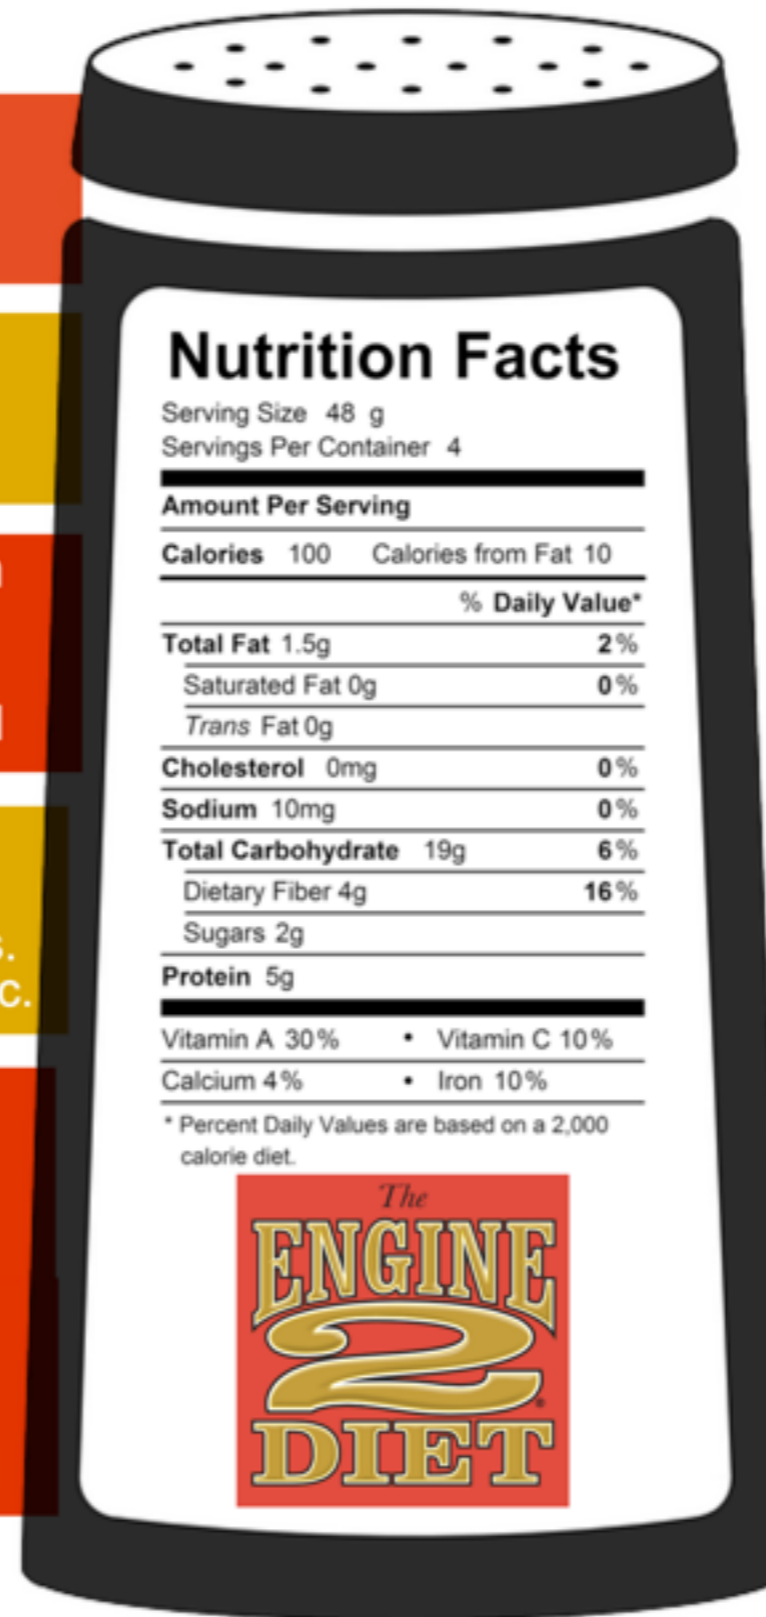 Nutrition Facts
Serving Size 48 g
Servings Per Container 4
Amount Per Serving
Calories 100 Calories from Fat 10
% Daily Value*
Total Fat 1.5g 2%
Saturated Fat 0g 0%
Trans Fat 0g
Cholesterol 0mg 0%
Sodium 10mg 0%
Total Carbohydrate 19g 6%
Dietary Fiber 4g 16%
Sugars 2g
Protein 5g
Vitamin A 30% • Vitamin C 10%
Calcium 4% • Iron 10%
* Percent Daily Values are based on a 2,000
calorie diet.
The
ENGINE
2
DIET